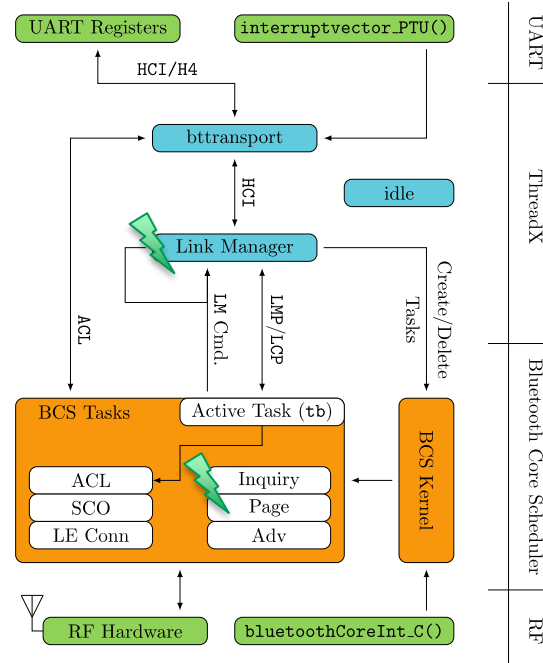 UART Registers
interruptvector_PTU()
UART
HCI/H4
bttransport
HCI
idle
ThreadX
Link Manager
ACL
LM Cmd.
LMP/LCP
Create/Delete
Tasks
BCS Tasks
Active Task (tb)
BCS Kernel
Bluetooth Core Scheduler
ACL
SCO
LE Conn
Inquiry
Page
Adv
RF Hardware
bluetoothCoreInt_C()
RF